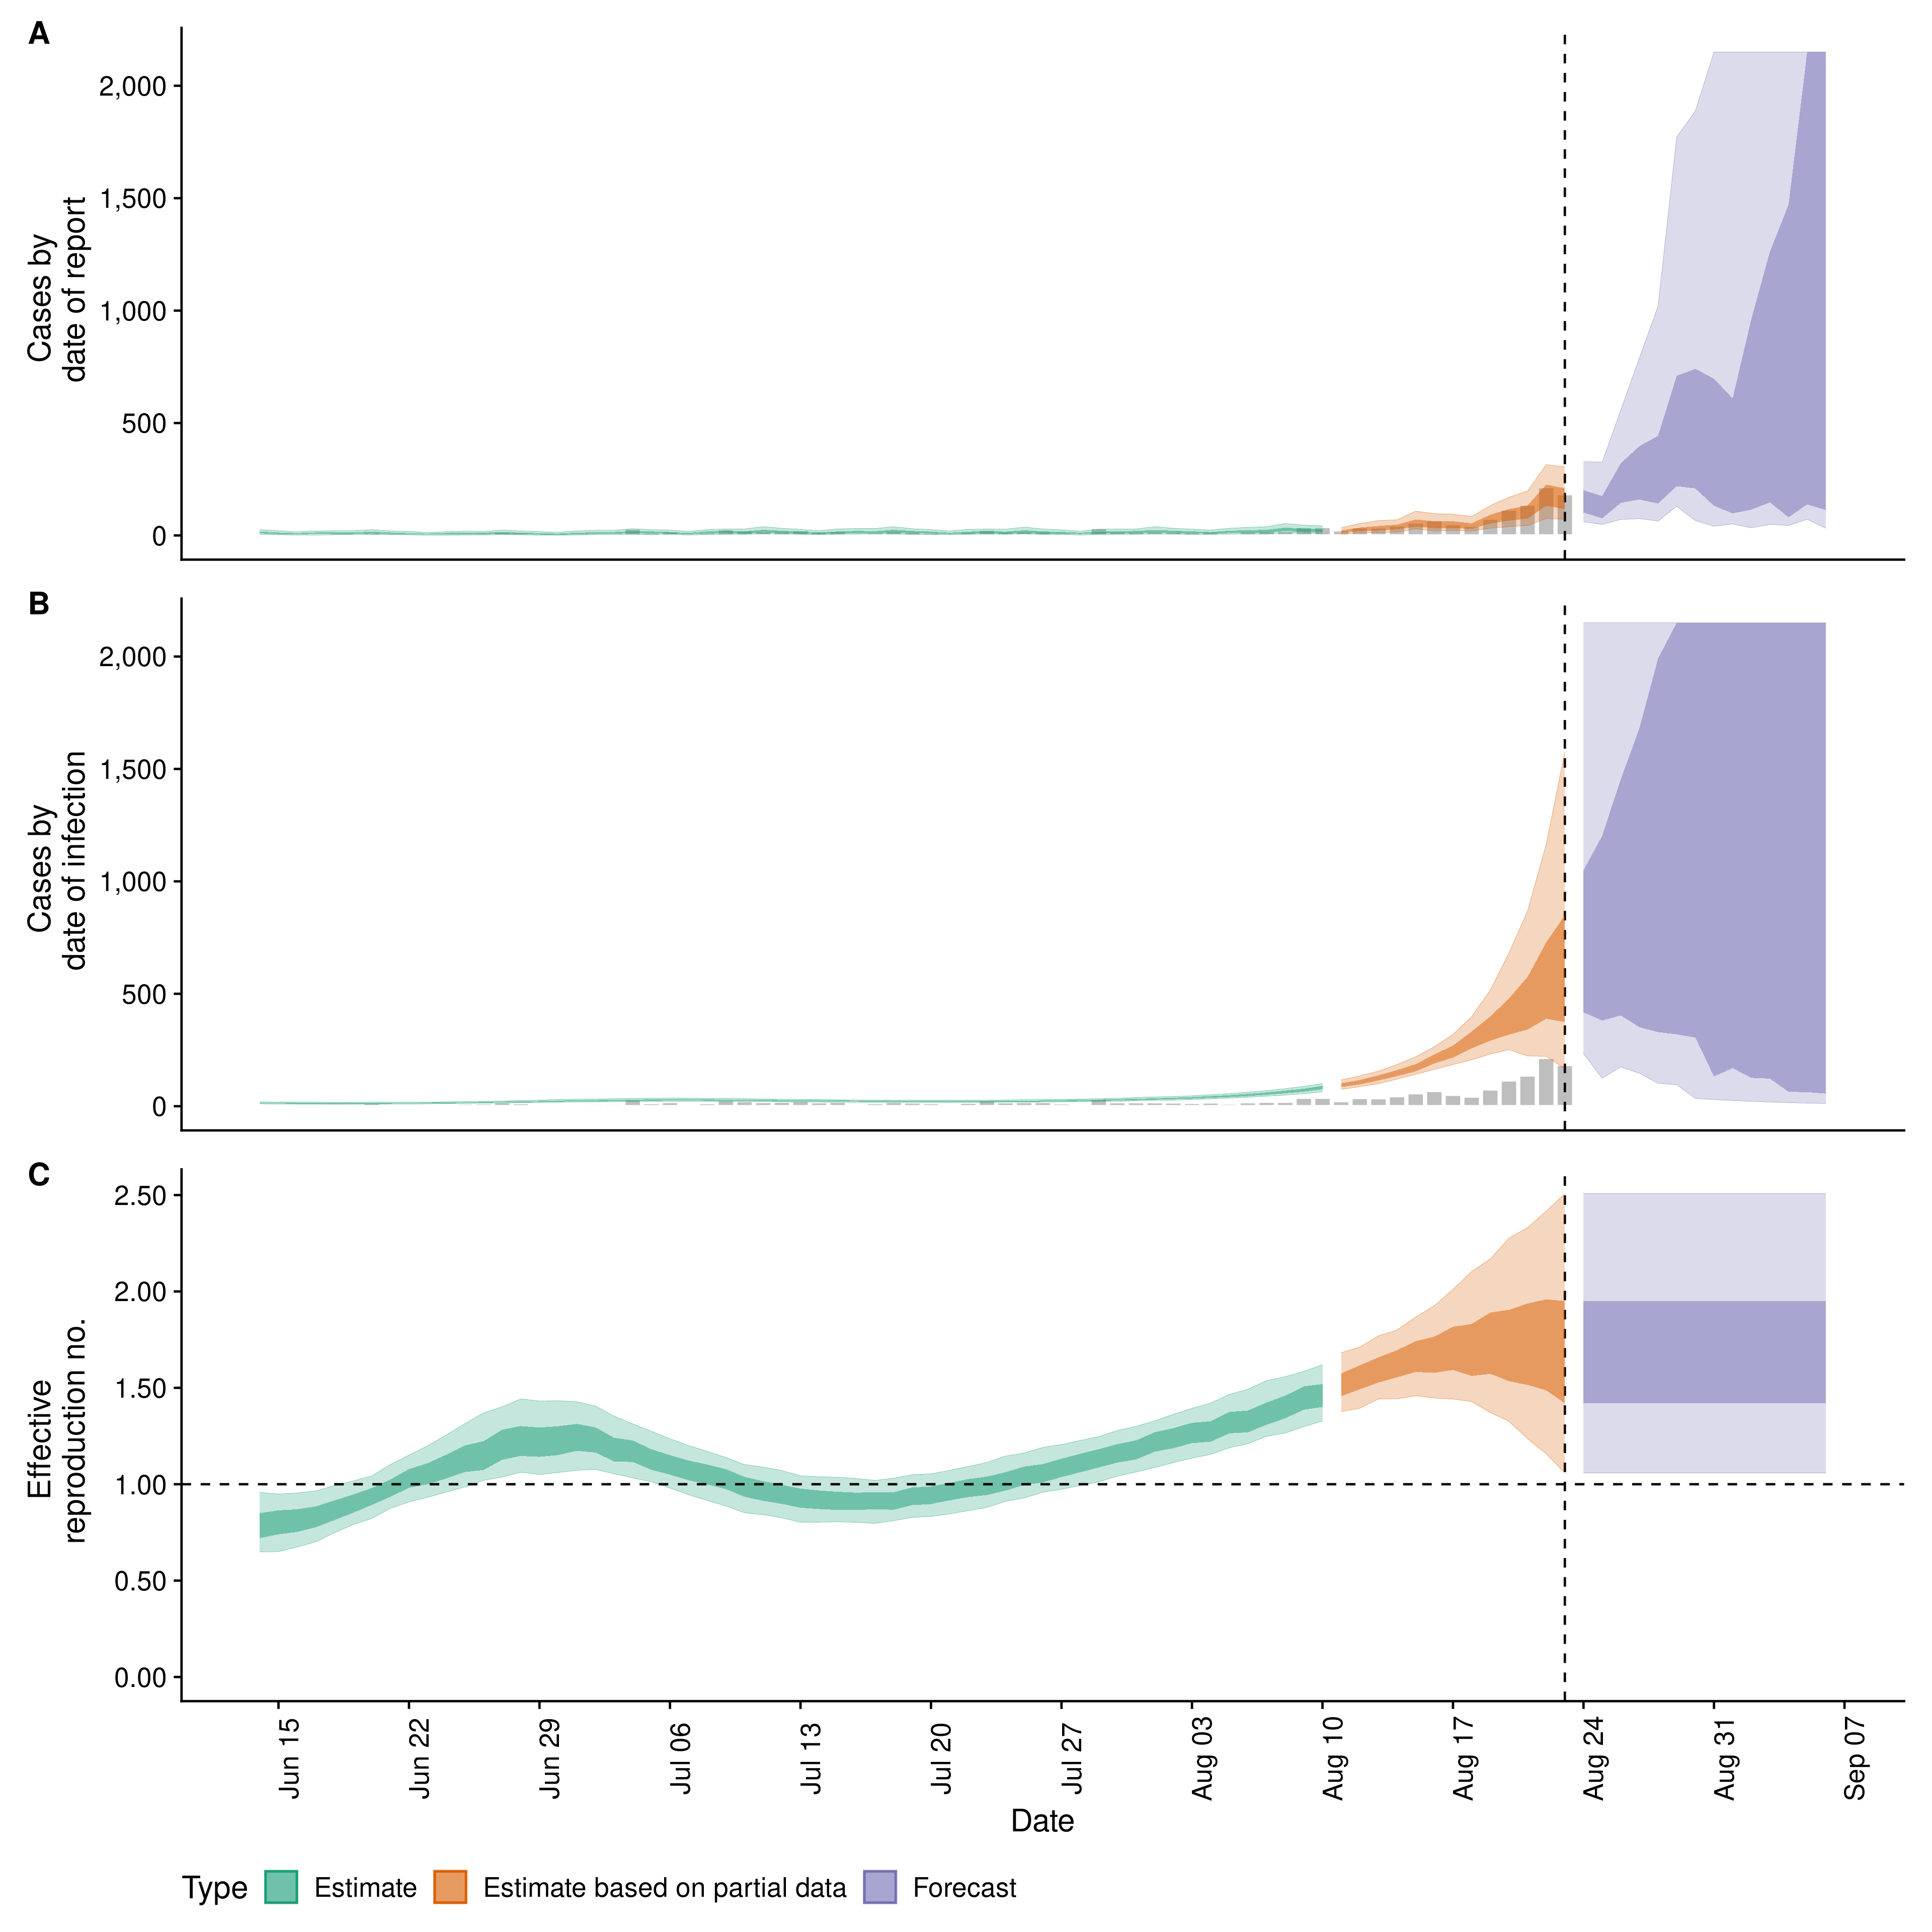 A
2,000
1,500
1,000
500
0
Cases by
date of report
B
2,000
1,500
1,000
500
0
Cases by
date of infection
C
2.50
2.00
1.50
1.00
0.50
0.00
Effective
reproduction no.
Jun 15
Jun 22
Jun 29
Jul 06
Jul 13
Jul 20
Jul 27
Aug 03
Aug 10
Aug 17
Aug 24
Aug 31
Sep 07
Date
Type Estimate Estimate based on partial data Forecast